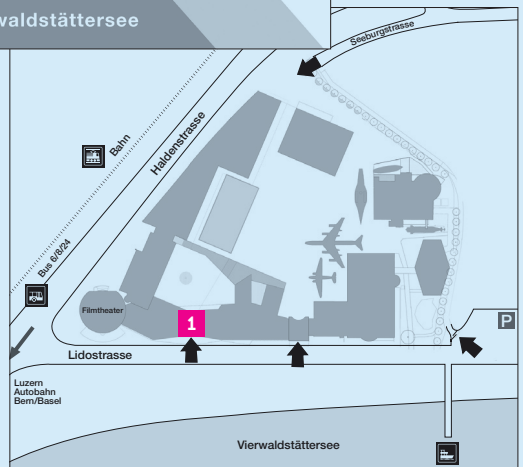 waldstättersee
Seeburgstrasse
Haldenstrasse
Bahn
Bus 6/8/24
Filmtheater
1
P
Lidostrasse
Luzern
Autobahn
Bern/Basel
Vierwaldstättersee